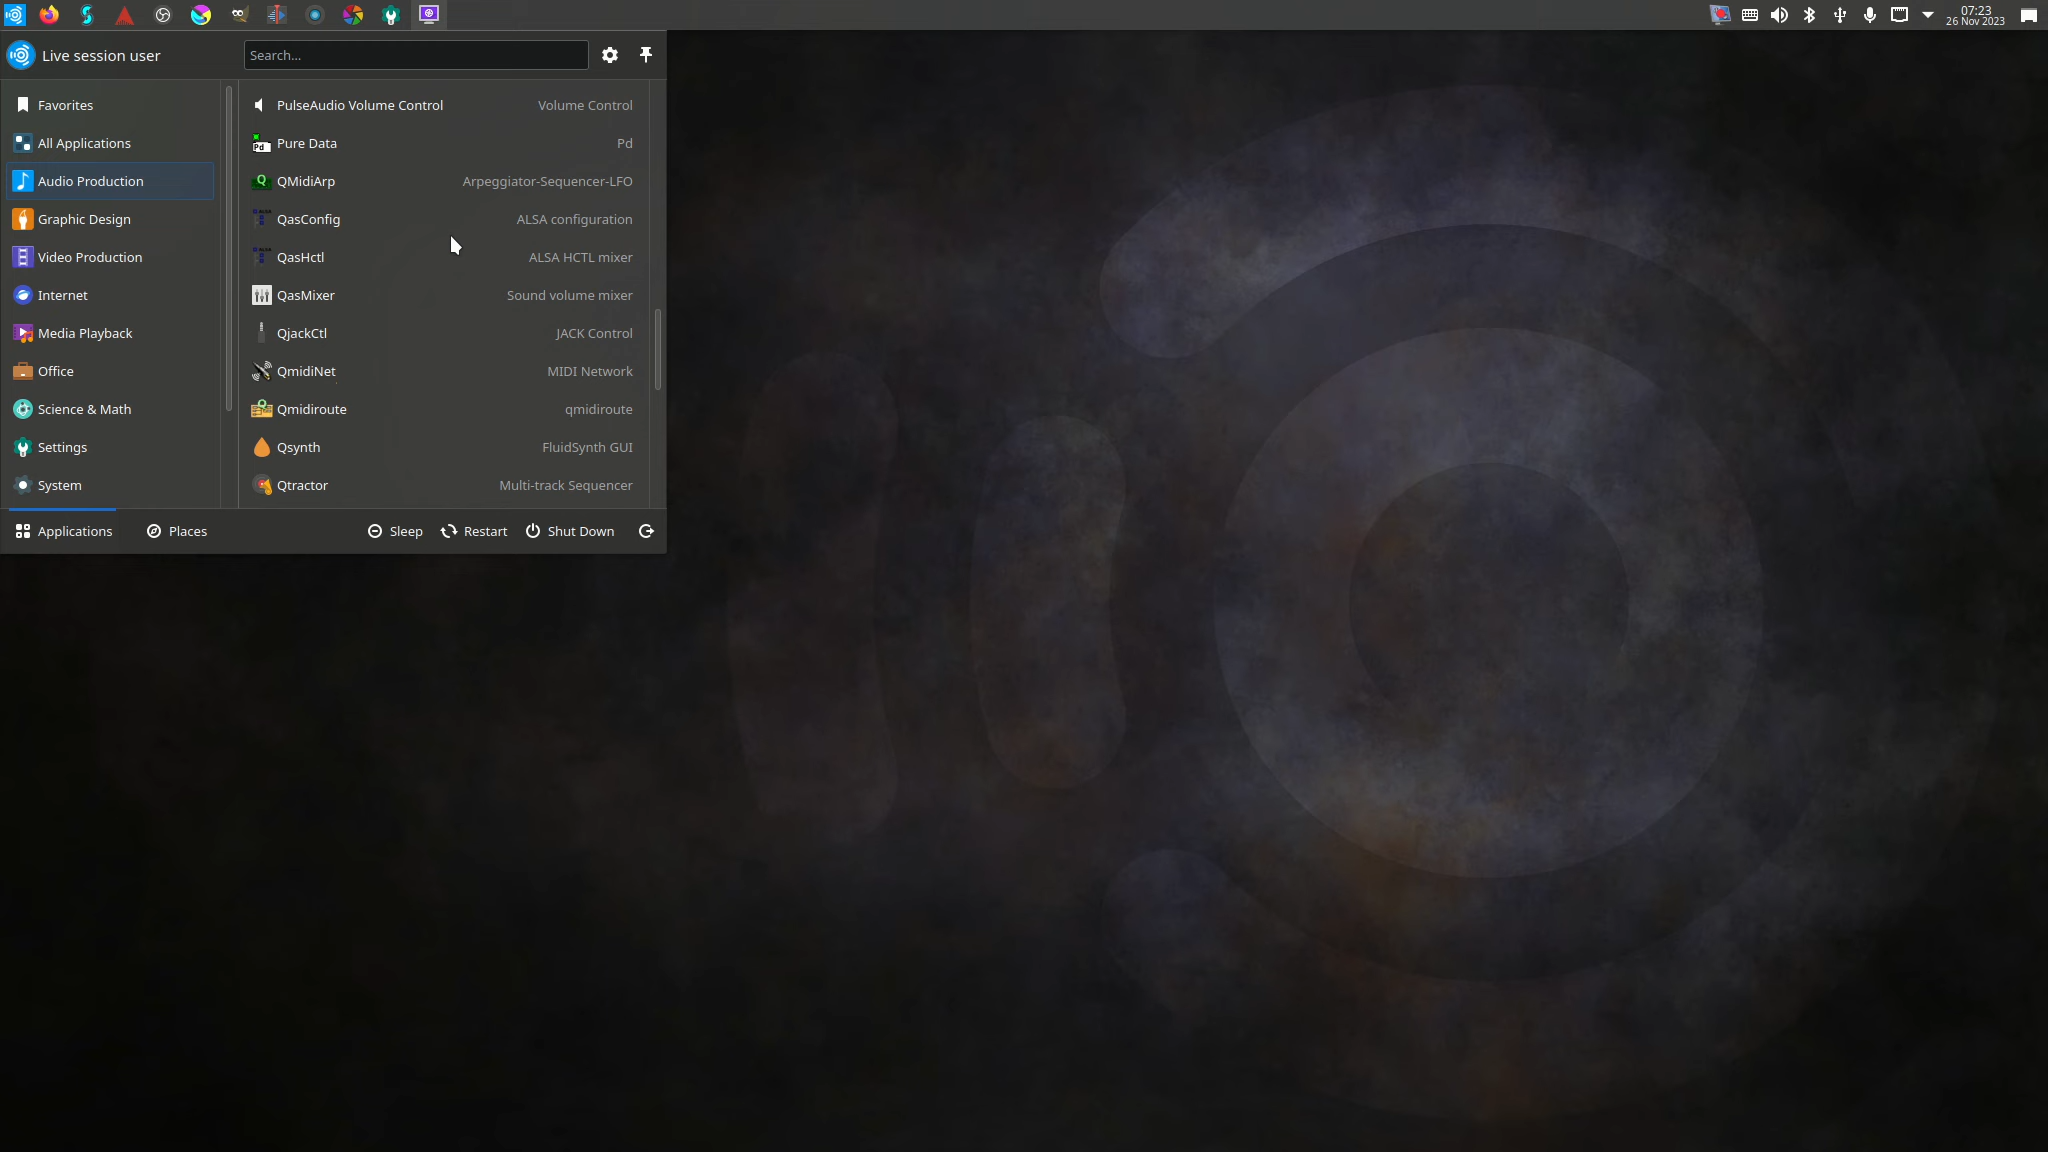 07:23
26 Nov 2023
Live session user
Search...
Favorites
All Applications
Audio Production
Graphic Design
Video Production
Internet
Media Playback
Office
Science & Math
Settings
System
PulseAudio Volume Control Volume Control
Pure Data Pd
QMidiArp Arpeggiator-Sequencer-LFO
QasConfig ALSA configuration
QasHctl ALSA HCTL mixer
QasMixer Sound volume mixer
QjackCtl JACK Control
QmidiNet MIDI Network
Qmidiroute qmidiroute
Qsynth FluidSynth GUI
Qtractor Multi-track Sequencer
Applications Places Sleep Restart Shut Down